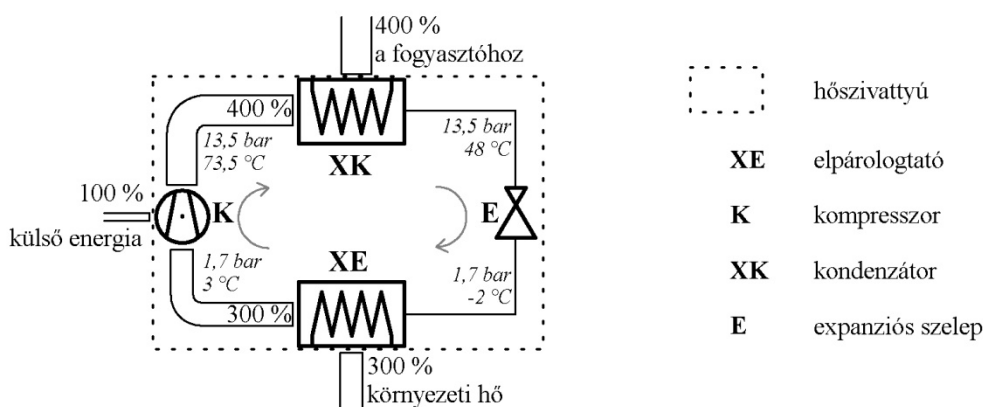 400 %
a fogyasztóhoz
400 %
13,5 bar
73,5 °C
XK
13,5 bar
48 °C
100 %
külső energia
K
E
1,7 bar
3 °C
300 %
XE
1,7 bar
-2 °C
300 %
környezeti hő
hőszivattyú
XE elpárologtató
K kompresszor
XK kondenzátor
E expanziós szelep